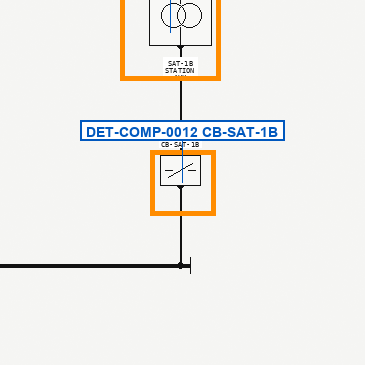 SAT-1B
STATION
DET-COMP-0012 CB-SAT-1B
CB-SAT-1B